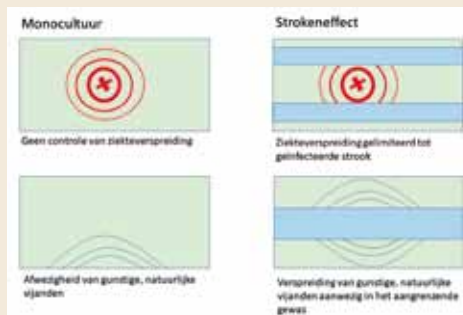 Monocultuur
Strokeneffect
Geen controle van ziekteverspreiding
Ziekteverspreiding gelimiteerd tot
geïnfecteerde strook
Afwezigheid van gunstige, natuurlijke
vijanden
Verspreiding van gunstige, natuurlijke
vijanden aanwezig in het aangrenzende
gewas